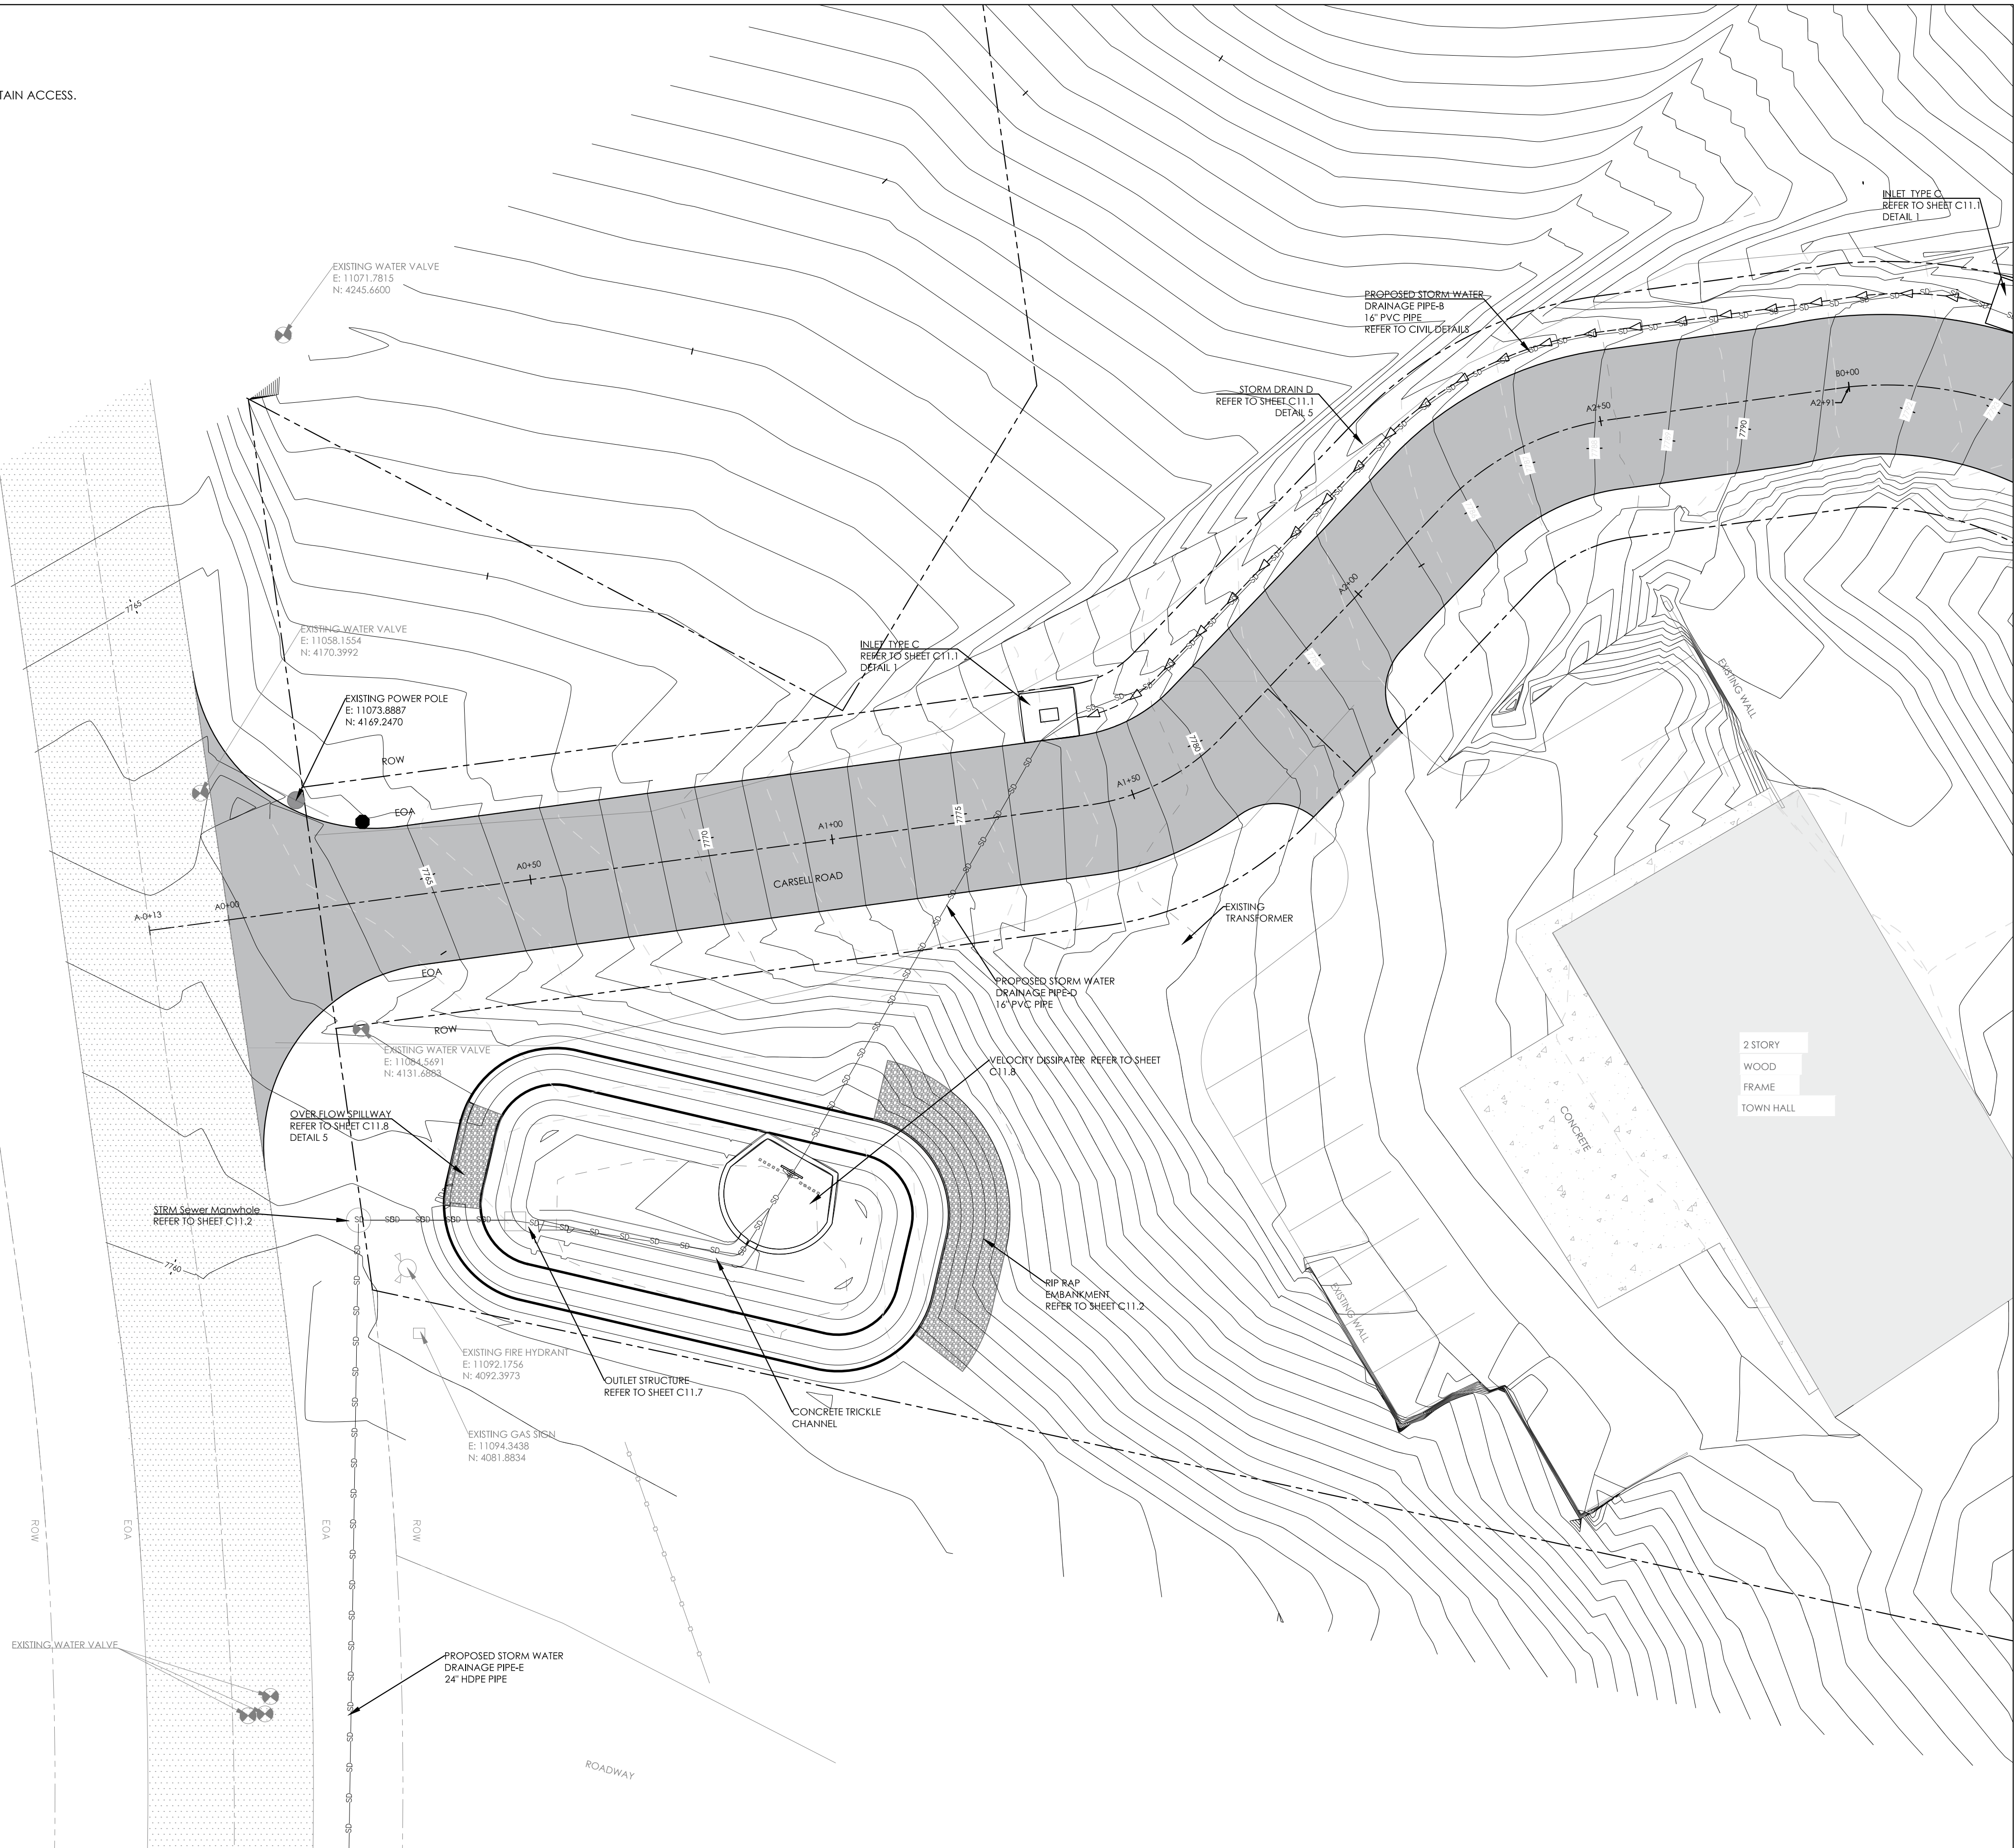 TAIN ACCESS.
INLET TYPE C
REFER TO SHEET C11.1
DETAIL 1
EXISTING WATER VALVE
E: 11071.7815
N: 4245.6600
PROPOSED STORM WATER
DRAINAGE PIPE-B
16" PVC PIPE
REFER TO CIVIL DETAILS
STORM DRAIN D
REFER TO SHEET C11.1
DETAIL 5
B0+00
A2+91
A2+50
7790
A2+00
7765
EXISTING WATER VALVE
E: 11058.1554
N: 4170.3992
INLET TYPE C
REFER TO SHEET C11.1
DETAIL 1
EXISTING WALL
EXISTING POWER POLE
E: 11073.8887
N: 4169.2470
ROW
7780
A1+50
EOA
7775
A1+00
7770
A0+50
7765
CARSELL ROAD
A0+00
A-0+13
EXISTING
TRANSFORMER
EOA
PROPOSED STORM WATER
DRAINAGE PIPE-D
16" PVC PIPE
ROW
EXISTING WATER VALVE
E: 11084.5691
N: 4131.6883
VELOCITY DISSIPATER REFER TO SHEET
C11.8
2 STORY
WOOD
FRAME
TOWN HALL
CONCRETE
OVER FLOW SPILLWAY
REFER TO SHEET C11.8
DETAIL 5
STRM Sewer Manwhole
REFER TO SHEET C11.2
7760
RIP RAP
EMBANKMENT
REFER TO SHEET C11.2
EXISTING WALL
EXISTING FIRE HYDRANT
E: 11092.1756
N: 4092.3973
OUTLET STRUCTURE
REFER TO SHEET C11.7
CONCRETE TRICKLE
CHANNEL
EXISTING GAS SIGN
E: 11094.3438
N: 4081.8834
ROW
EOA
EOA
ROW
EXISTING WATER VALVE
PROPOSED STORM WATER
DRAINAGE PIPE-E
24" HDPE PIPE
ROADWAY